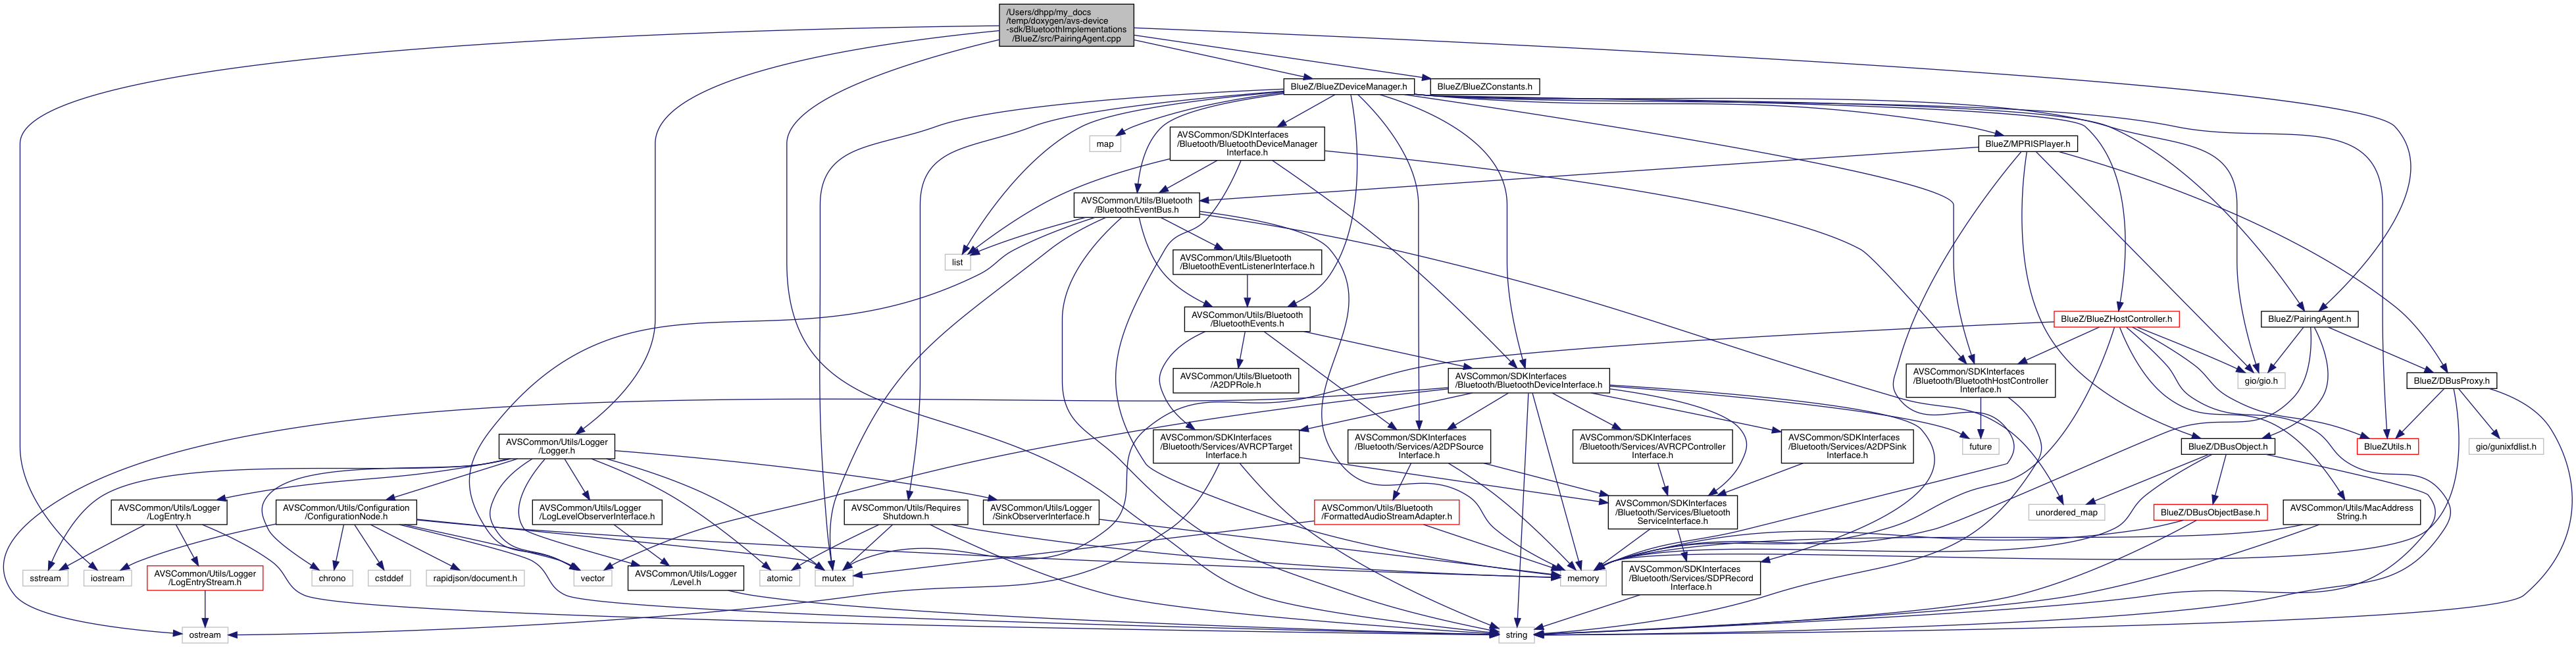 /Users/dhpp/my_docs
/temp/doxygen/avs-device
-sdk/BluetoothImplementations
/BlueZ/src/PairingAgent.cpp
BlueZ/BlueZDeviceManager.h
BlueZ/BlueZConstants.h
map
AVSCommon/SDKInterfaces
/Bluetooth/BluetoothDeviceManager
Interface.h
BlueZ/MPRISPlayer.h
AVSCommon/Utils/Bluetooth
/BluetoothEventBus.h
list
AVSCommon/Utils/Bluetooth
/BluetoothEventListenerInterface.h
AVSCommon/Utils/Bluetooth
/BluetoothEvents.h
BlueZ/BlueZHostController.h
BlueZ/PairingAgent.h
AVSCommon/Utils/Bluetooth
/A2DPRole.h
AVSCommon/SDKInterfaces
/Bluetooth/BluetoothDeviceInterface.h
AVSCommon/SDKInterfaces
/Bluetooth/BluetoothHostController
Interface.h
gio/gio.h
BlueZ/DBusProxy.h
AVSCommon/Utils/Logger
/Logger.h
AVSCommon/SDKInterfaces
/Bluetooth/Services/AVRCPTarget
Interface.h
AVSCommon/SDKInterfaces
/Bluetooth/Services/A2DPSource
Interface.h
AVSCommon/SDKInterfaces
/Bluetooth/Services/AVRCPController
Interface.h
AVSCommon/SDKInterfaces
/Bluetooth/Services/A2DPSink
Interface.h
future
BlueZ/DBusObject.h
BlueZUtils.h
gio/gunixfdlist.h
AVSCommon/Utils/Logger
/LogEntry.h
AVSCommon/Utils/Configuration
/ConfigurationNode.h
AVSCommon/Utils/Logger
/LogLevelObserverInterface.h
AVSCommon/Utils/Requires
Shutdown.h
AVSCommon/Utils/Logger
/SinkObserverInterface.h
AVSCommon/Utils/Bluetooth
/FormattedAudioStreamAdapter.h
AVSCommon/SDKInterfaces
/Bluetooth/Services/Bluetooth
ServiceInterface.h
unordered_map
BlueZ/DBusObjectBase.h
AVSCommon/Utils/MacAddress
String.h
sstream
iostream
AVSCommon/Utils/Logger
/LogEntryStream.h
chrono
cstddef
rapidjson/document.h
vector
AVSCommon/Utils/Logger
/Level.h
atomic
mutex
memory
AVSCommon/SDKInterfaces
/Bluetooth/Services/SDPRecord
Interface.h
ostream
string